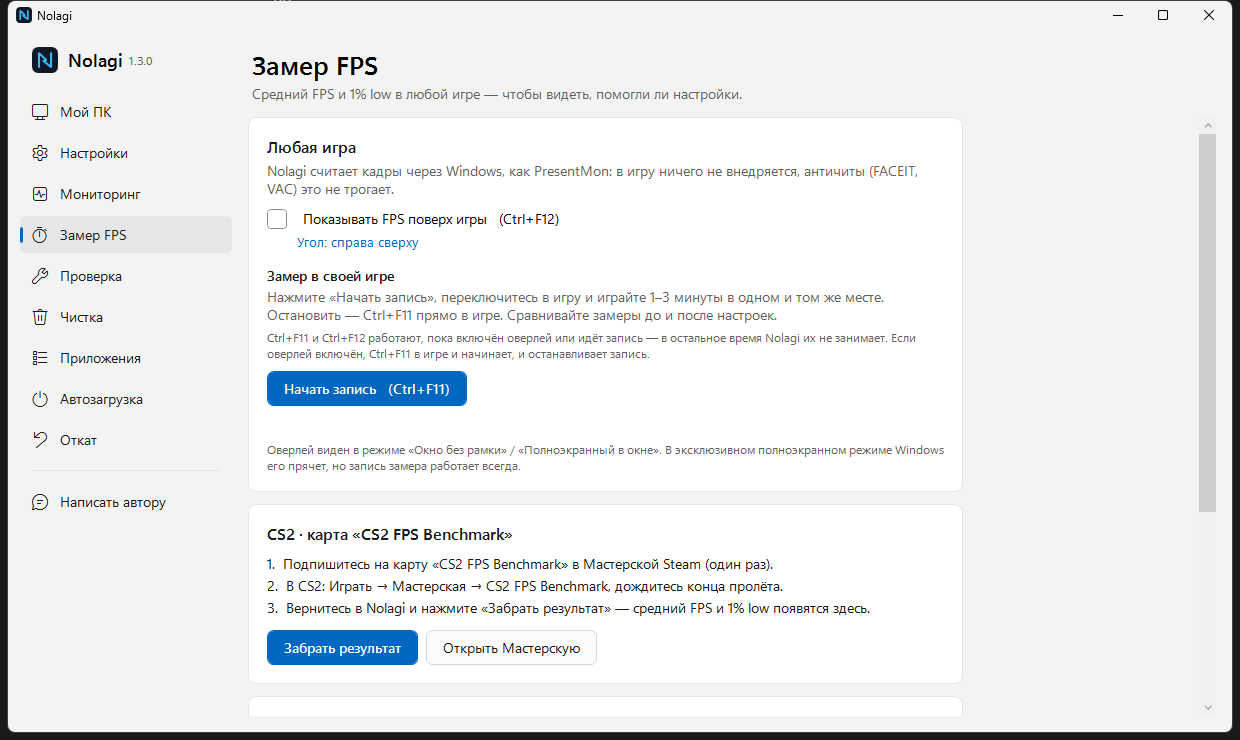 Nolagi
Nolagi 1.3.0
Мой ПК
Настройки
Мониторинг
Замер FPS
Проверка
Чистка
Приложения
Автозагрузка
Откат
Написать автору
Замер FPS
Средний FPS и 1% low в любой игре — чтобы видеть, помогли ли настройки.
Любая игра
Nolagi считает кадры через Windows, как PresentMon: в игру ничего не внедряется, античиты (FACEIT,
VAC) это не трогает.
Показывать FPS поверх игры (Ctrl+F12)
Угол: справа сверху
Замер в своей игре
Нажмите «Начать запись», переключитесь в игру и играйте 1–3 минуты в одном и том же месте.
Остановить — Ctrl+F11 прямо в игре. Сравнивайте замеры до и после настроек.
Ctrl+F11 и Ctrl+F12 работают, пока включён оверлей или идёт запись — в остальное время Nolagi их не занимает. Если
оверлей включён, Ctrl+F11 в игре и начинает, и останавливает запись.
Начать запись (Ctrl+F11)
Оверлей виден в режиме «Окно без рамки» / «Полноэкранный в окне». В эксклюзивном полноэкранном режиме Windows
его прячет, но запись замера работает всегда.
CS2 · карта «CS2 FPS Benchmark»
1. Подпишитесь на карту «CS2 FPS Benchmark» в Мастерской Steam (один раз).
2. В CS2: Играть → Мастерская → CS2 FPS Benchmark, дождитесь конца пролёта.
3. Вернитесь в Nolagi и нажмите «Забрать результат» — средний FPS и 1% low появятся здесь.
Забрать результат
Открыть Мастерскую